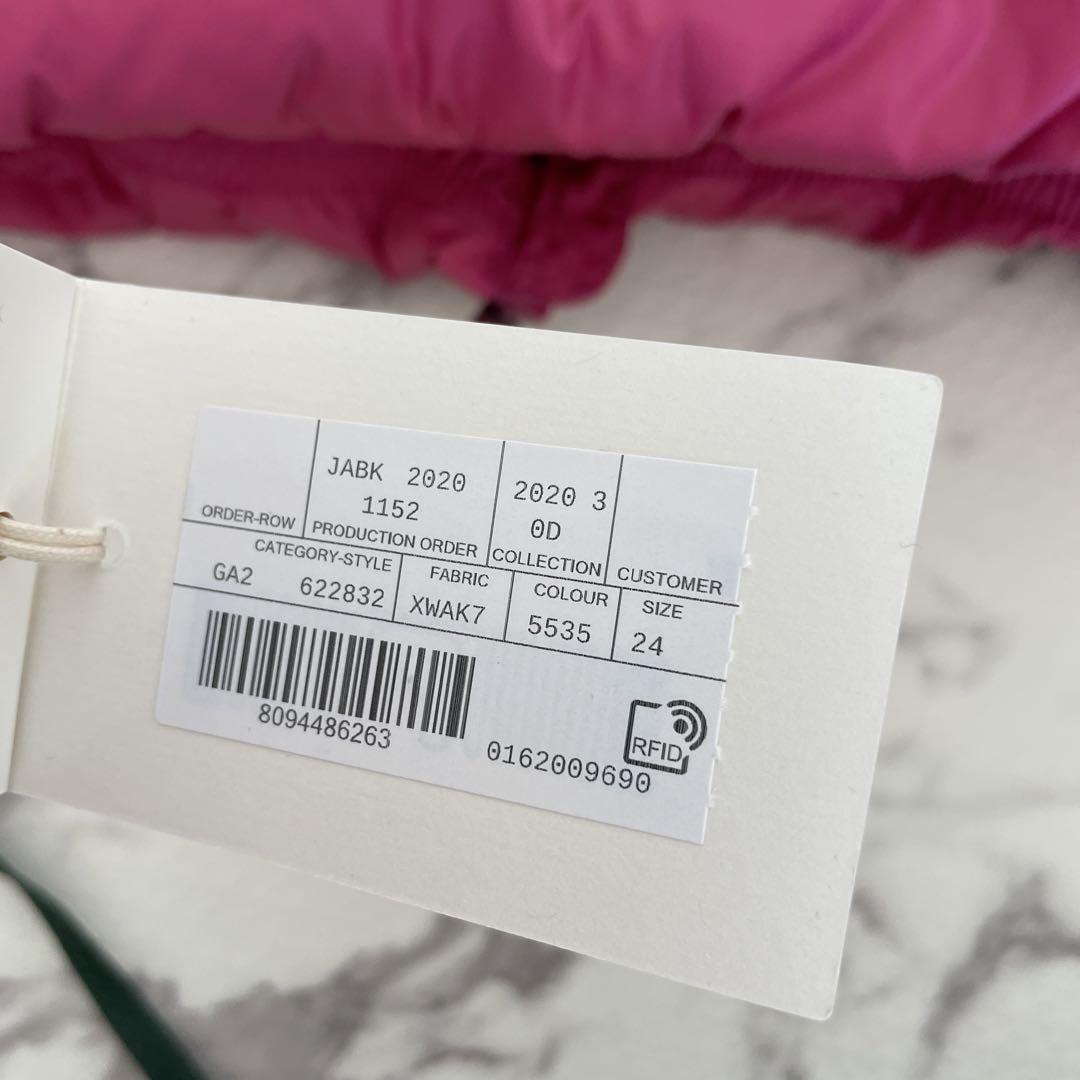 JABK 2020
1152
2020 3
0D
ORDER-ROW
PRODUCTION ORDER
COLLECTION
CUSTOMER
CATEGORY-STYLE
FABRIC
COLOUR
SIZE
GA2 622832
XWAK7
5535
24
8094486263
0162009690
RFID